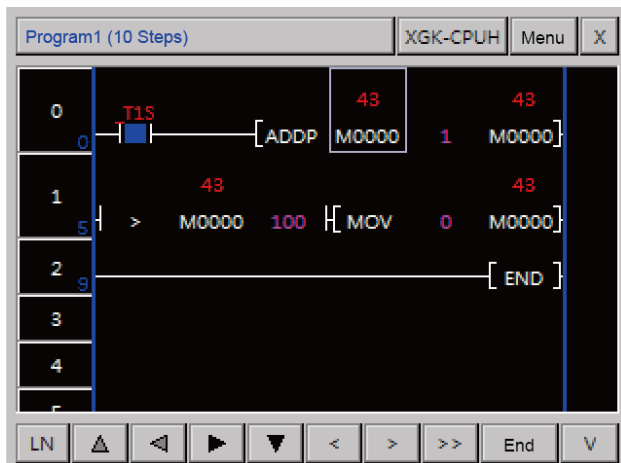 Program1 (10 Steps) XGK-CPUH Menu X
0 _T1S 43 43
0 ADDP M0000 1 M0000
1 43 43
5 > M0000 100 MOV 0 M0000
2 END
9
3
4
LN < > >> End V